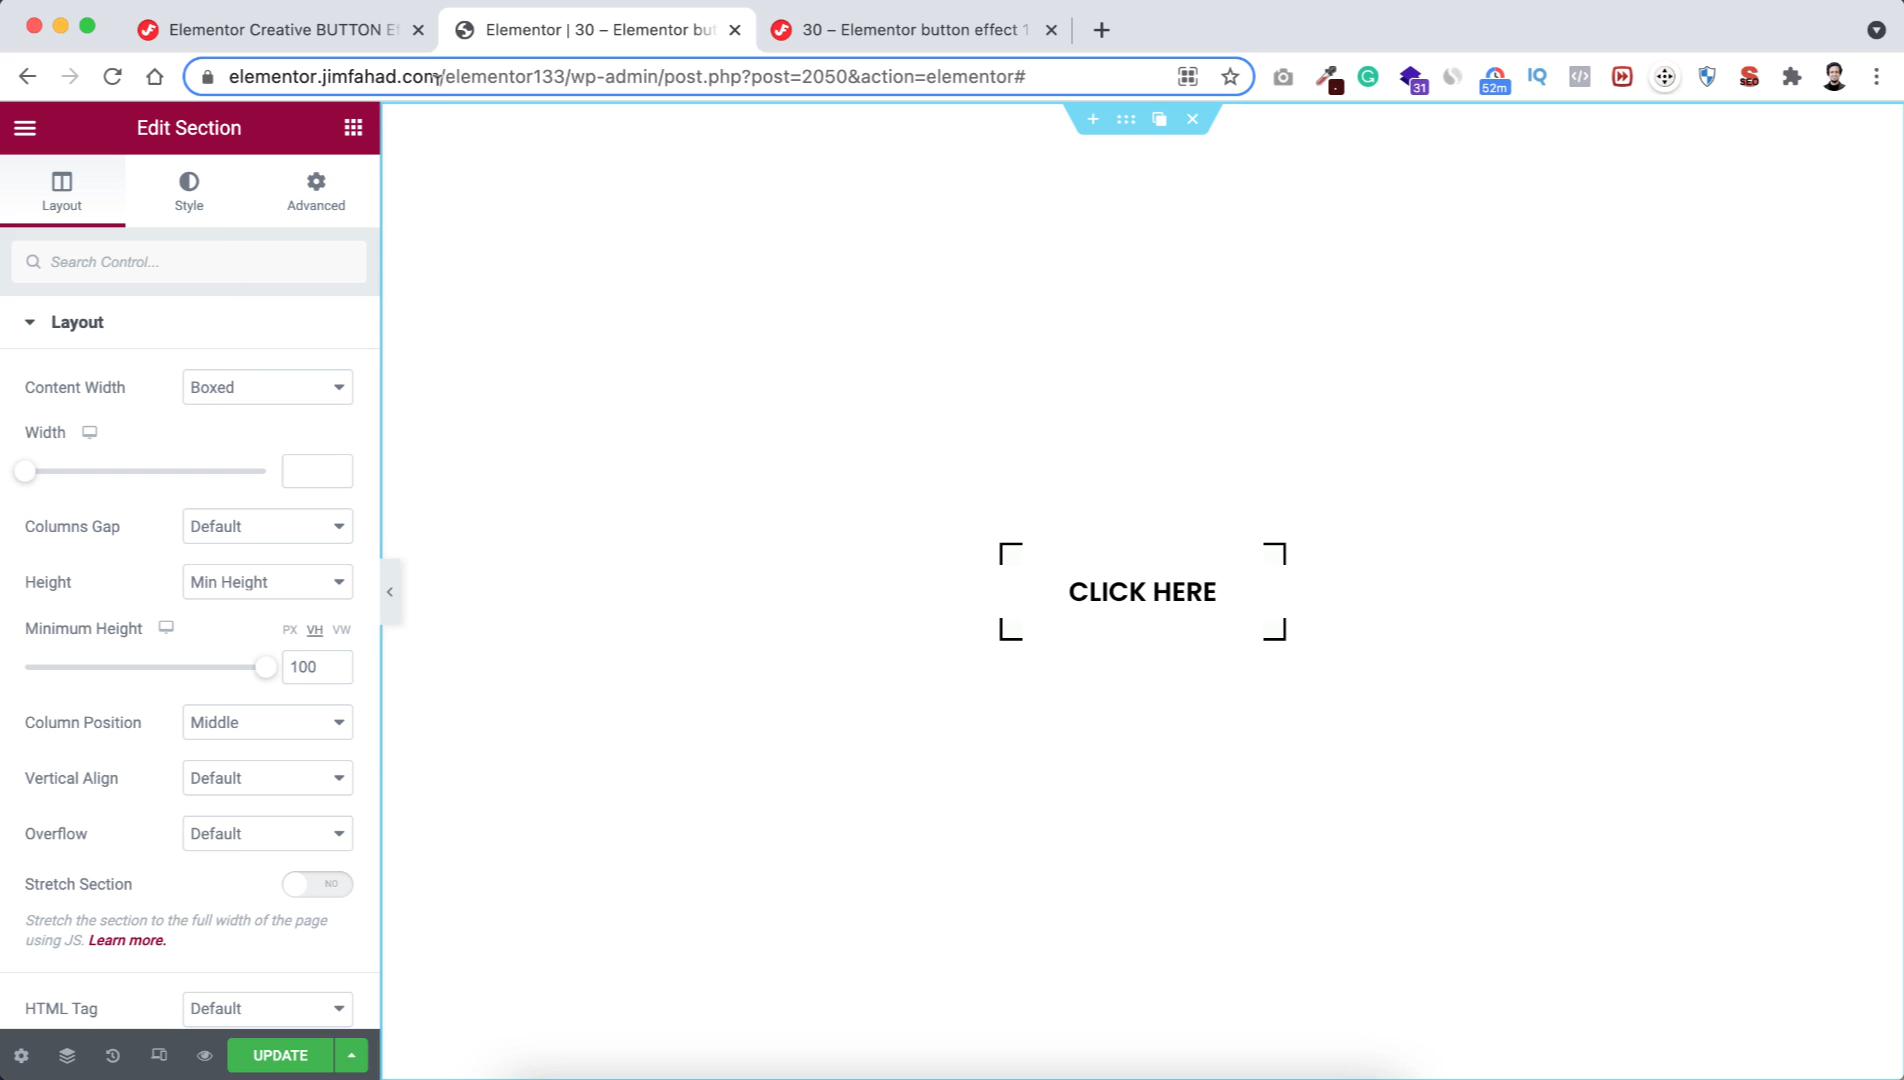 Elementor Creative BUTTON Ef
Elementor | 30 – Elementor but
30 – Elementor button effect 1
elementor.jimfahad.com/elementor133/wp-admin/post.php?post=2050&action=elementor#
31
52m
IQ
SEO
Edit Section
Layout
Style
Advanced
Search Control...
Layout
Content Width
Boxed
Width
Columns Gap
Default
Height
Min Height
Minimum Height
PX VH VW
100
Column Position
Middle
Vertical Align
Default
Overflow
Default
Stretch Section
NO
Stretch the section to the full width of the page
using JS. Learn more.
HTML Tag
Default
UPDATE
CLICK HERE